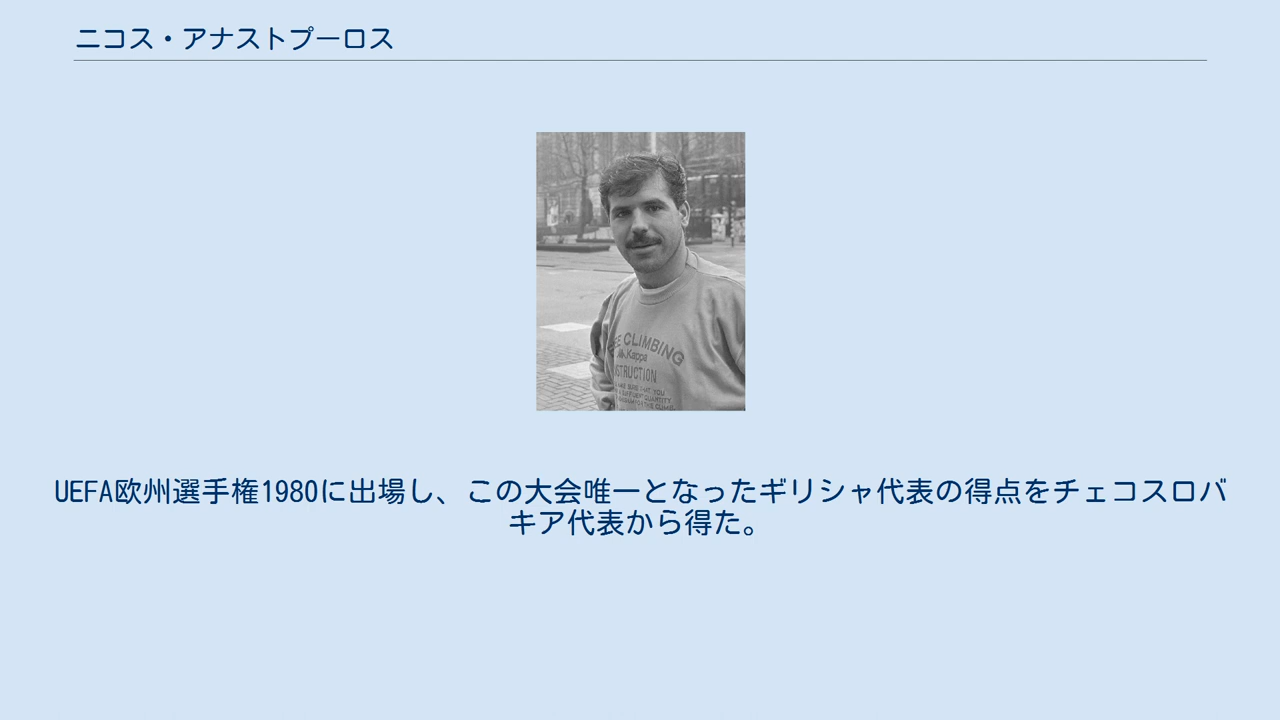 ニコス・アナストプーロス
CLIMBING
Kappa
UEFA欧州選手権1980に出場し、この大会唯一となったギリシャ代表の得点をチェコスロバ
キア代表から得た。